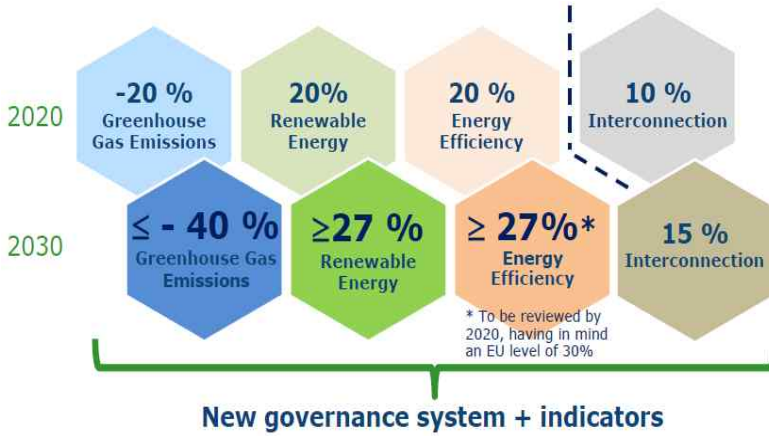 2020
-20 %
Greenhouse
Gas Emissions
20%
Renewable
Energy
20 %
Energy
Efficiency
10 %
Interconnection
2030
≤ - 40 %
Greenhouse Gas
Emissions
≥27 %
Renewable
Energy
≥ 27%*
Energy
Efficiency
15 %
Interconnection
* To be reviewed by
2020, having in mind
an EU level of 30%
New governance system + indicators